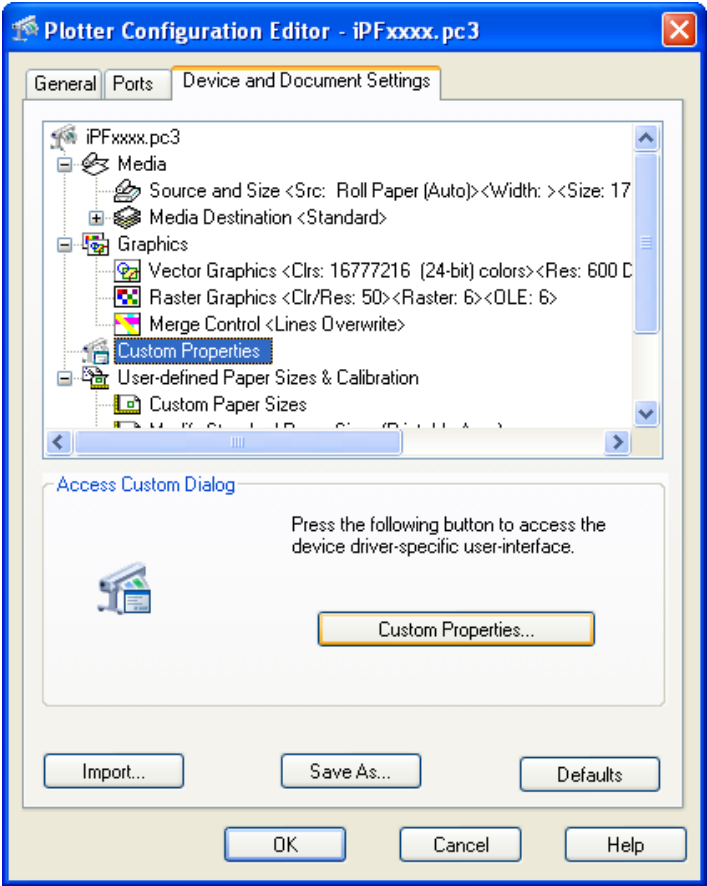 Plotter Configuration Editor - iPFxxxx.pc3
General Ports Device and Document Settings
iPFxxxx.pc3
Media
Source and Size <Src: Roll Paper (Auto)><Width: ><Size: 17
Media Destination <Standard>
Graphics
Vector Graphics <Clrs: 16777216 (24-bit) colors><Res: 600 D
Raster Graphics <Clr/Res: 50><Raster: 6><OLE: 6>
Merge Control <Lines Overwrite>
Custom Properties
User-defined Paper Sizes & Calibration
Custom Paper Sizes
Access Custom Dialog
Press the following button to access the
device driver-specific user-interface.
Custom Properties...
Import... Save As... Defaults
OK Cancel Help